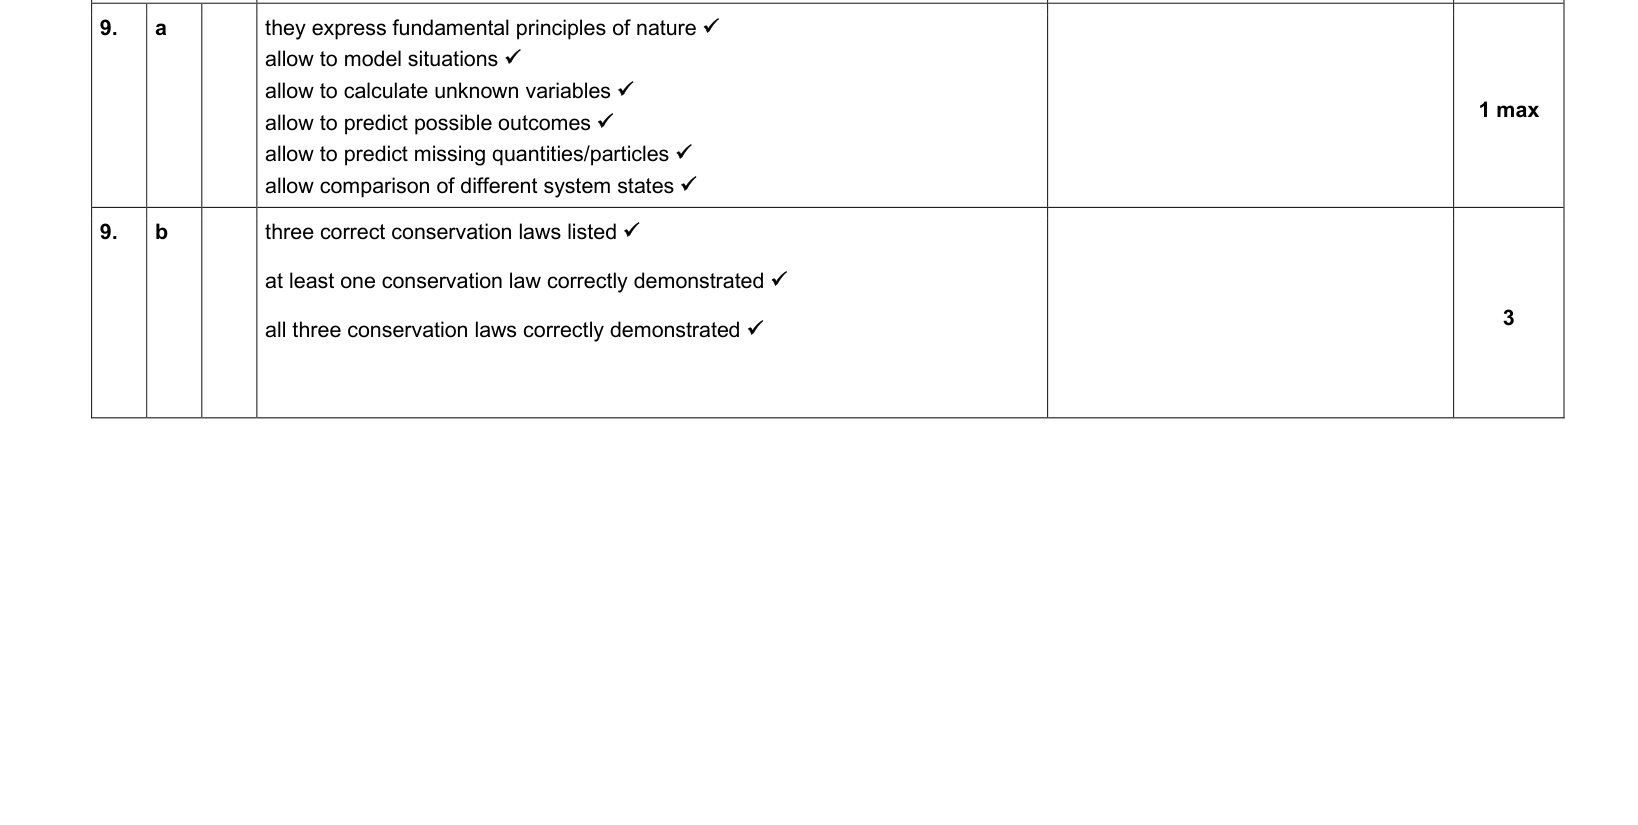 9. a they express fundamental principles of nature ✓
allow to model situations ✓
allow to calculate unknown variables ✓
allow to predict possible outcomes ✓
allow to predict missing quantities/particles ✓
allow comparison of different system states ✓
1 max
9. b three correct conservation laws listed ✓
at least one conservation law correctly demonstrated ✓
all three conservation laws correctly demonstrated ✓
3